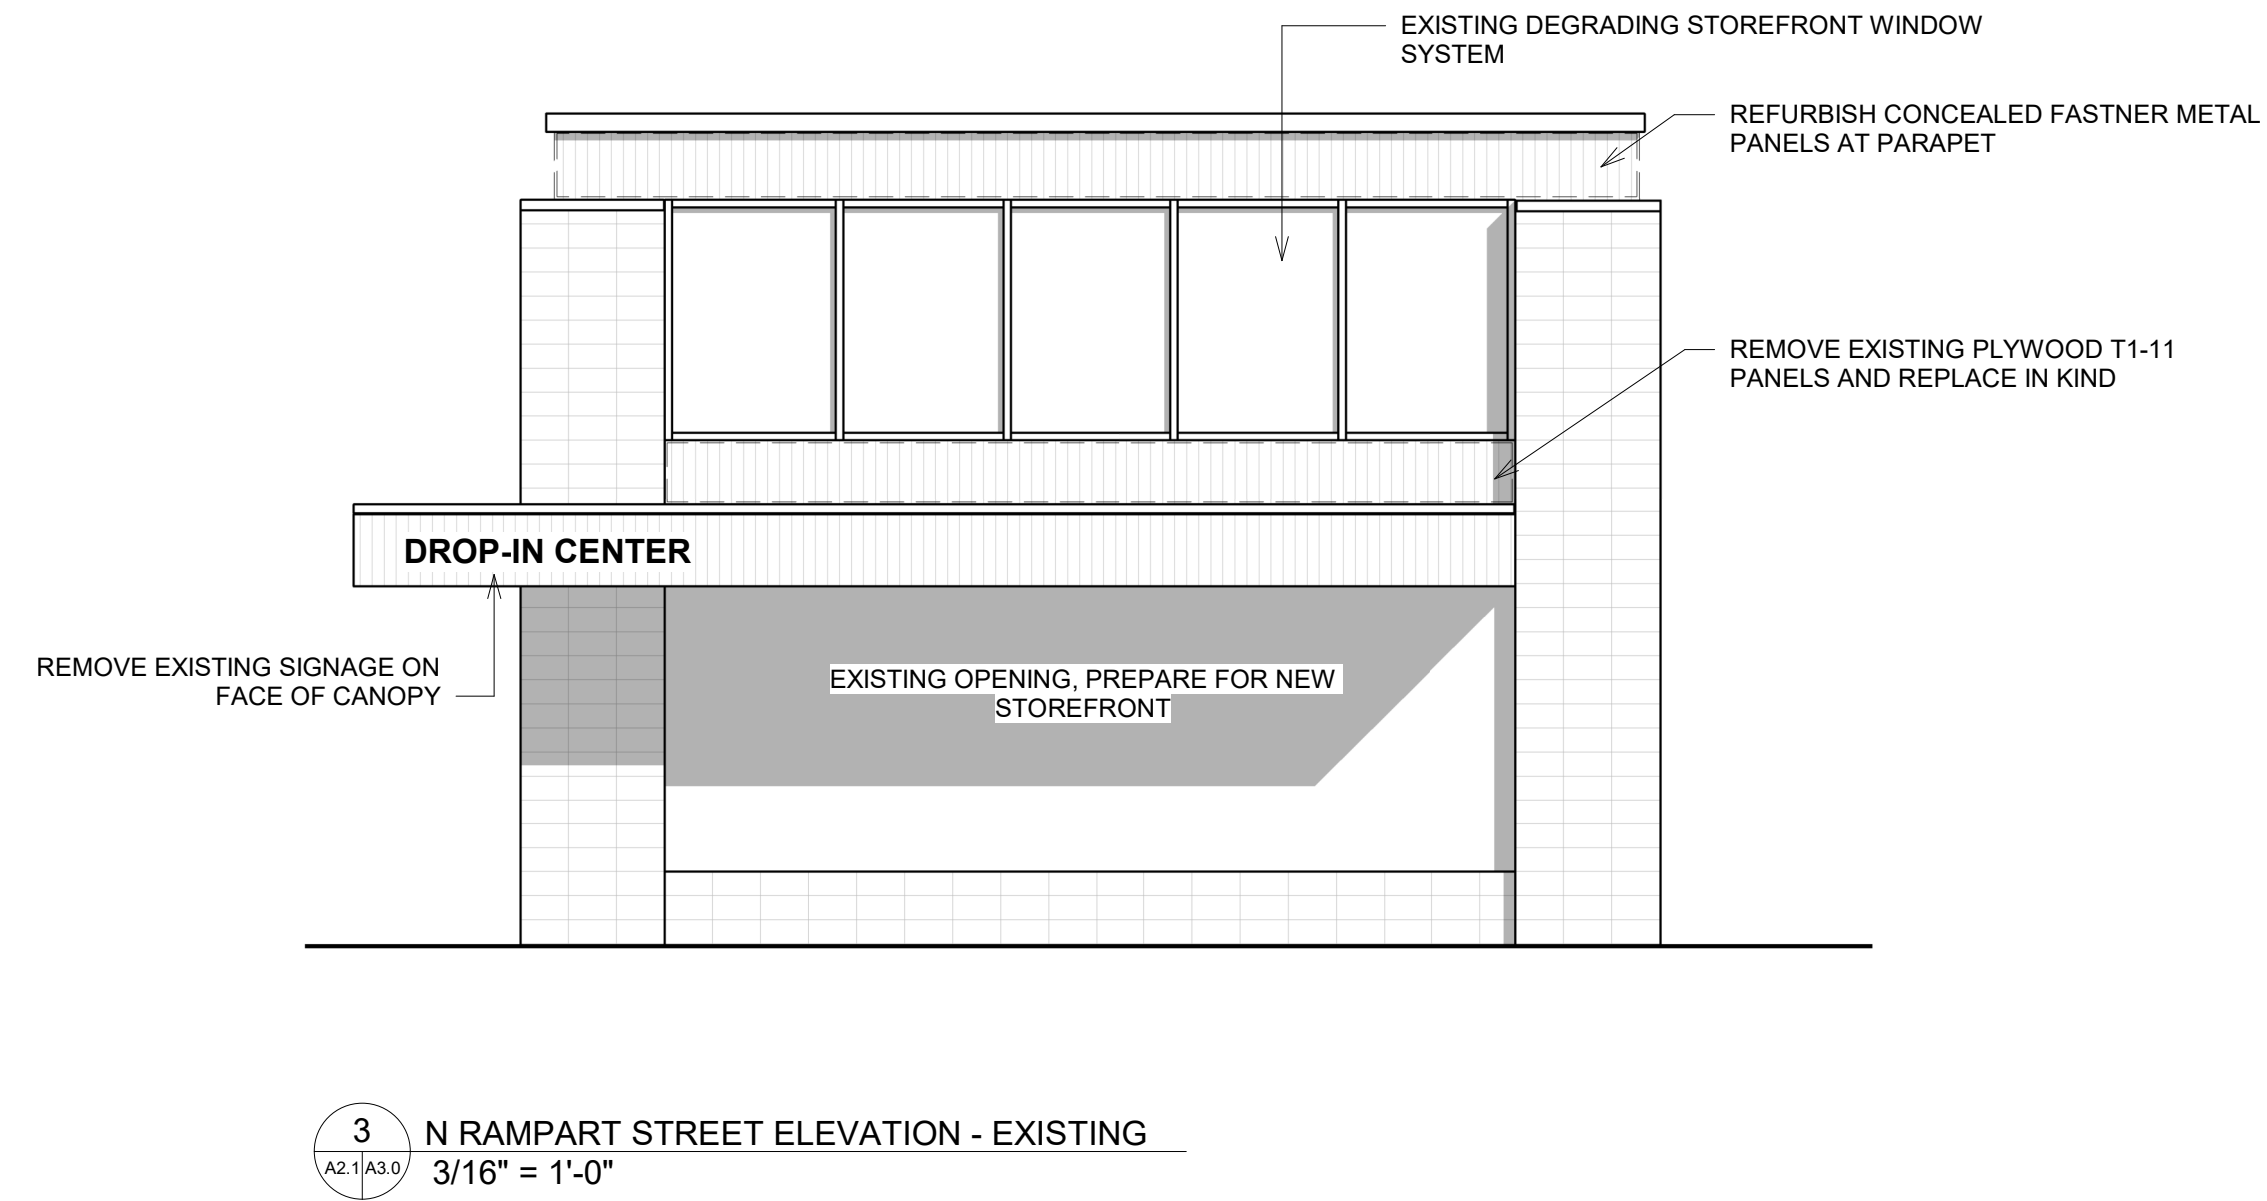 EXISTING DEGRADING STOREFRONT WINDOW
SYSTEM
REFURBISH CONCEALED FASTNER METAL
PANELS AT PARAPET
REMOVE EXISTING PLYWOOD T1-11
PANELS AND REPLACE IN KIND
DROP-IN CENTER
REMOVE EXISTING SIGNAGE ON
FACE OF CANOPY
EXISTING OPENING, PREPARE FOR NEW
STOREFRONT
3
A2.1 A3.0
N RAMPART STREET ELEVATION - EXISTING
3/16" = 1'-0"